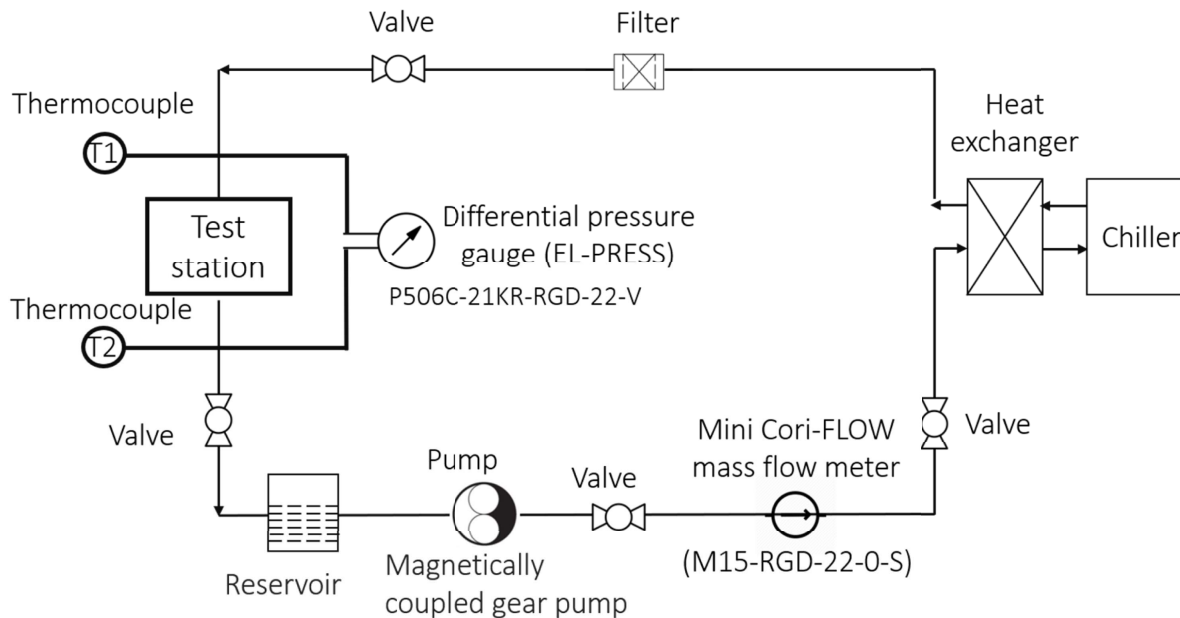 Valve
Filter
Thermocouple
T1
Heat
exchanger
Test
station
Differential pressure
gauge (EL-PRESS)
P506C-21KR-RGD-22-V
Chiller
Thermocouple
T2
Valve
Mini Cori-FLOW
mass flow meter
Valve
Pump
Valve
Reservoir
Magnetically
coupled gear pump
(M15-RGD-22-0-S)